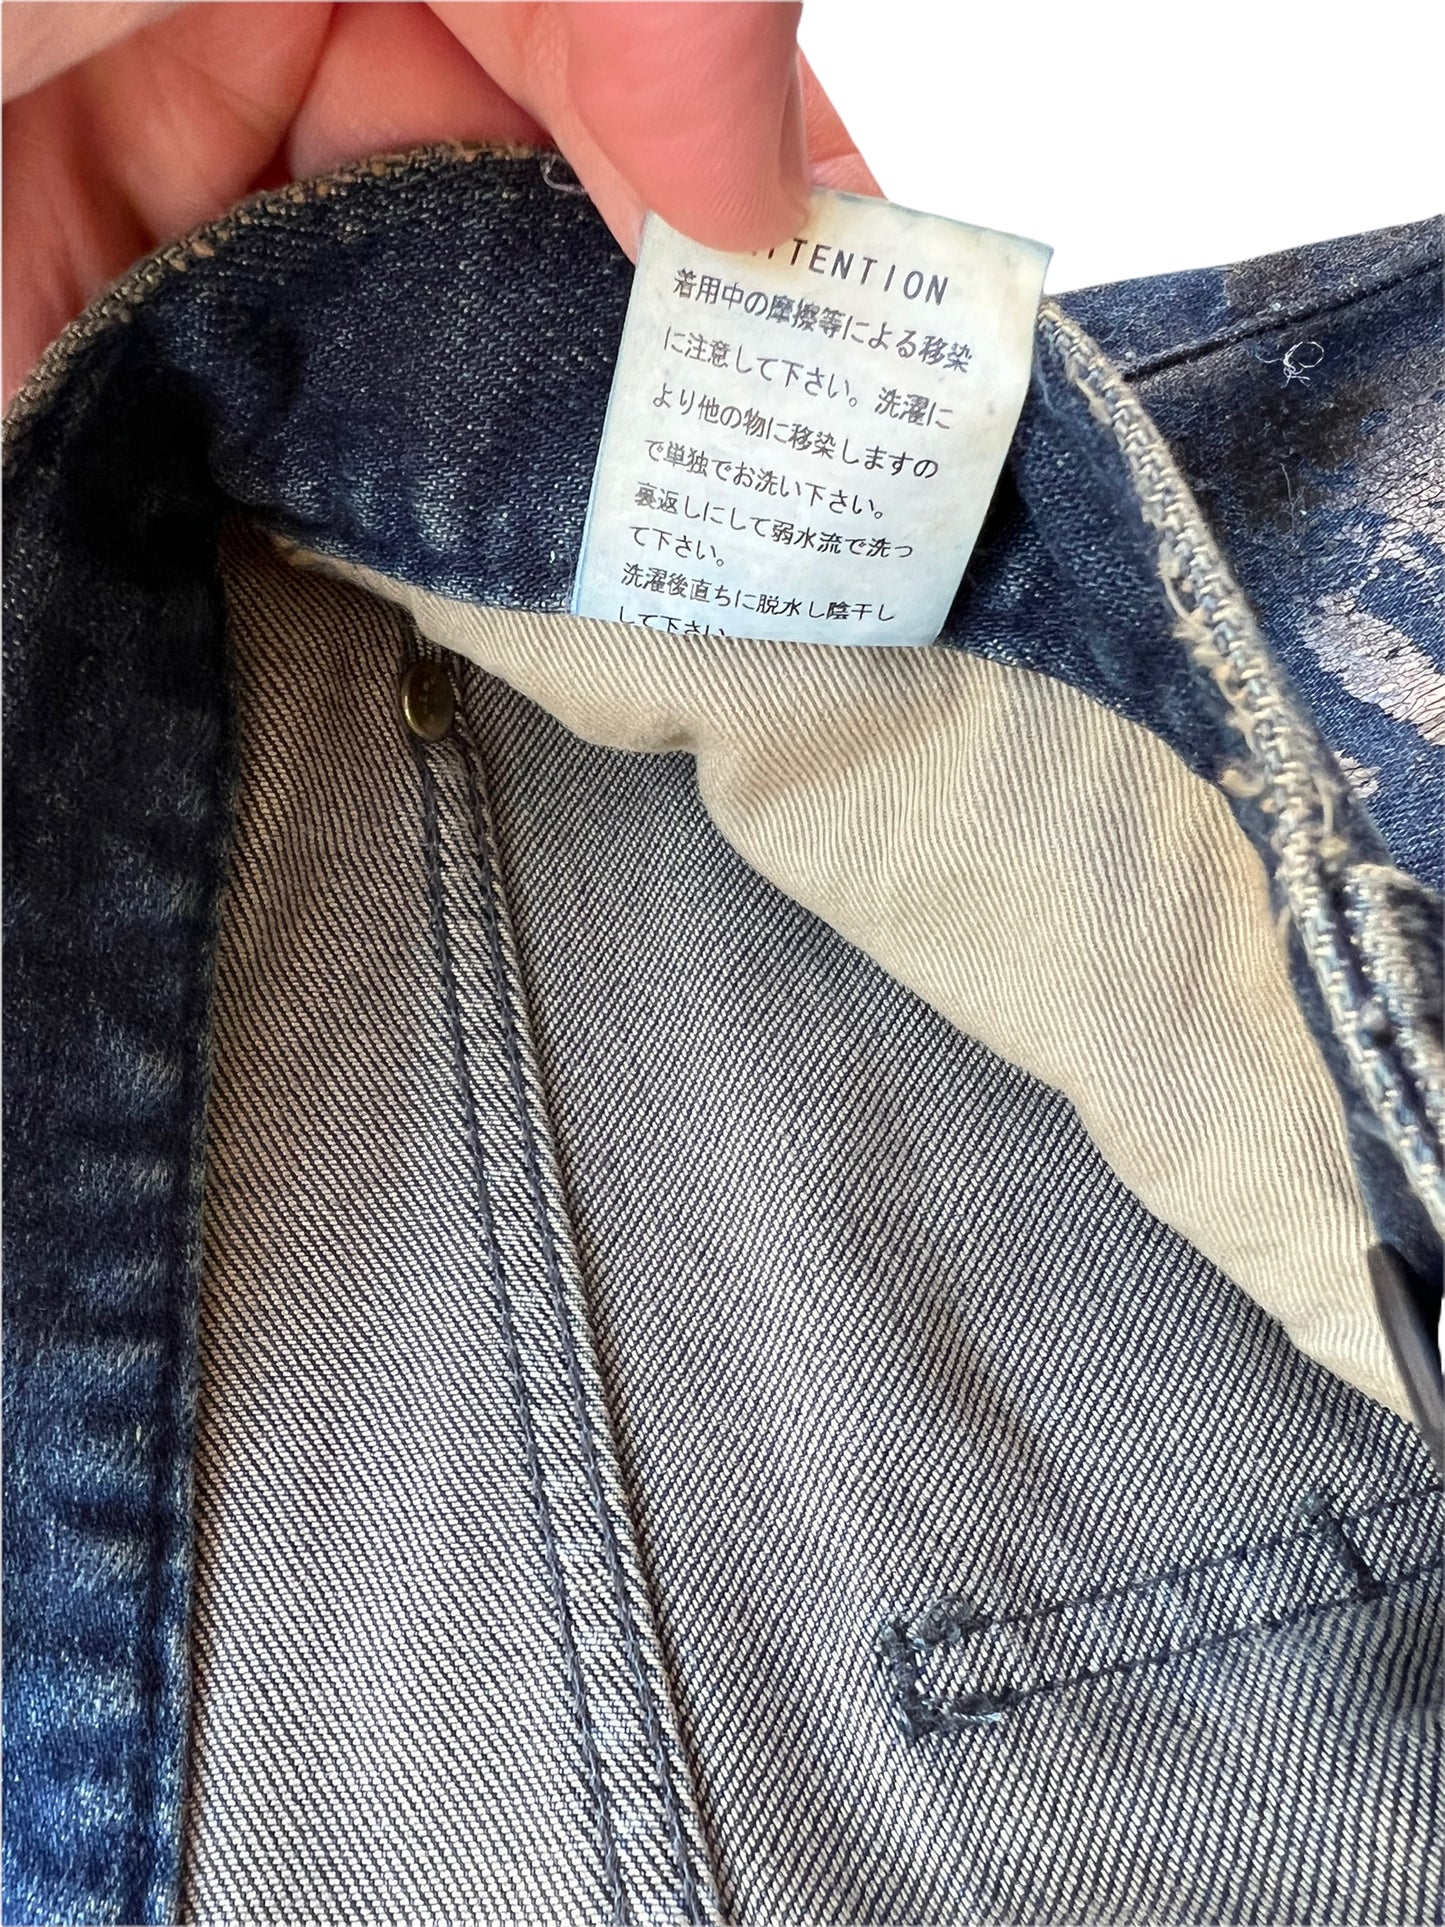 ATTENTION
着用中の摩擦等による移染
に注意して下さい。洗濯に
より他の物に移染しますの
で単独でお洗い下さい。
裏返しにして弱水流で洗っ
て下さい。
洗濯後直ちに脱水し陰干し
して下さい。